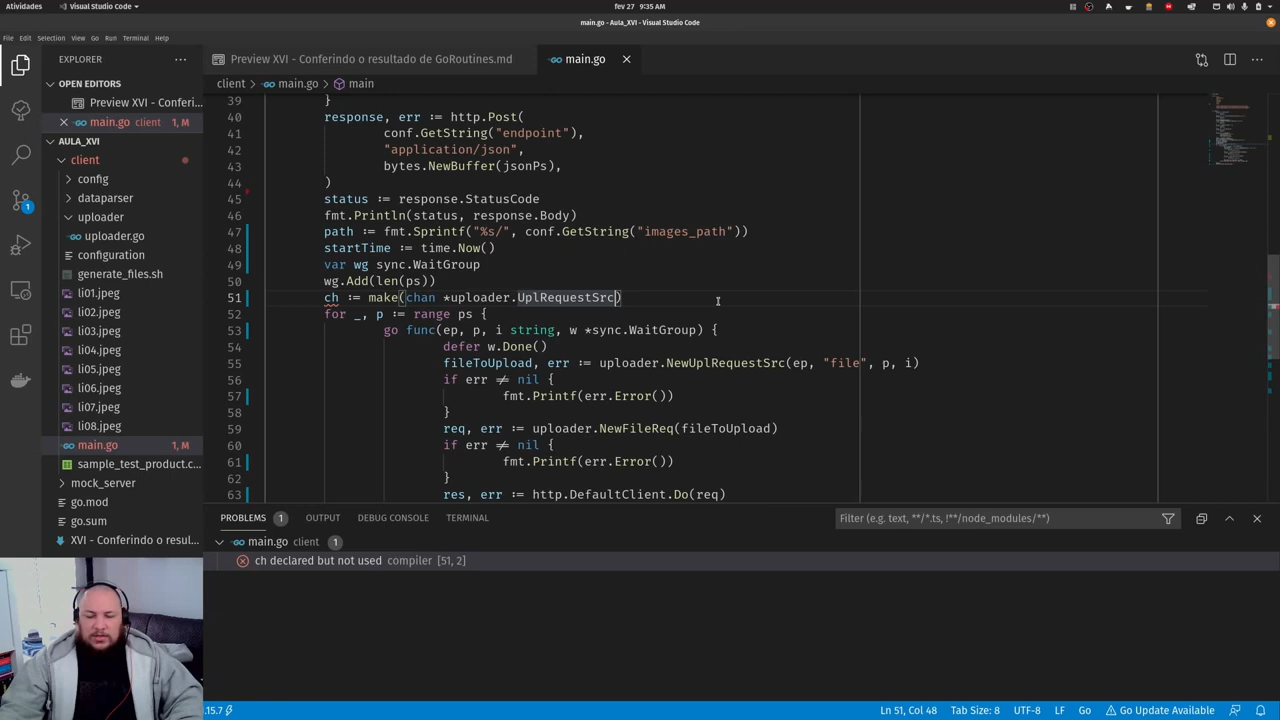 Atividades
Visual Studio Code
fev 27 9:35 AM
main.go - Aula_XVI - Visual Studio Code
File Edit Selection View Go Run Terminal Help
EXPLORER
OPEN EDITORS
Preview XVI - Conferi...
main.go client 1, M
AULA_XVI
client
config
dataparser
uploader
uploader.go
configuration
generate_files.sh
li01.jpeg
li02.jpeg
li03.jpeg
li04.jpeg
li05.jpeg
li06.jpeg
li07.jpeg
li08.jpeg
main.go 1, M
sample_test_product.c...
mock_server
go.mod
go.sum
XVI - Conferindo o resul...
1
Preview XVI - Conferindo o resultado de GoRoutines.md
main.go
client > main.go > main
39 }
40 response, err := http.Post(
41 conf.GetString("endpoint"),
42 "application/json",
43 bytes.NewBuffer(jsonPs),
44 )
45 status := response.StatusCode
46 fmt.Println(status, response.Body)
47 path := fmt.Sprintf("%s/", conf.GetString("images_path"))
48 startTime := time.Now()
49 var wg sync.WaitGroup
50 wg.Add(len(ps))
51 ch := make(chan *uploader.UplRequestSrc)
52 for _, p := range ps {
53 go func(ep, p, i string, w *sync.WaitGroup) {
54 defer w.Done()
55 fileToUpload, err := uploader.NewUplRequestSrc(ep, "file", p, i)
56 if err ≠ nil {
57 fmt.Printf(err.Error())
58 }
59 req, err := uploader.NewFileReq(fileToUpload)
60 if err ≠ nil {
61 fmt.Printf(err.Error())
62 }
63 res, err := http.DefaultClient.Do(req)
PROBLEMS 1 OUTPUT DEBUG CONSOLE TERMINAL
Filter (e.g. text, **/*.ts, !**/node_modules/**)
main.go client 1
ch declared but not used compiler [51, 2]
.15.7
Ln 51, Col 48 Tab Size: 8 UTF-8 LF Go Go Update Available